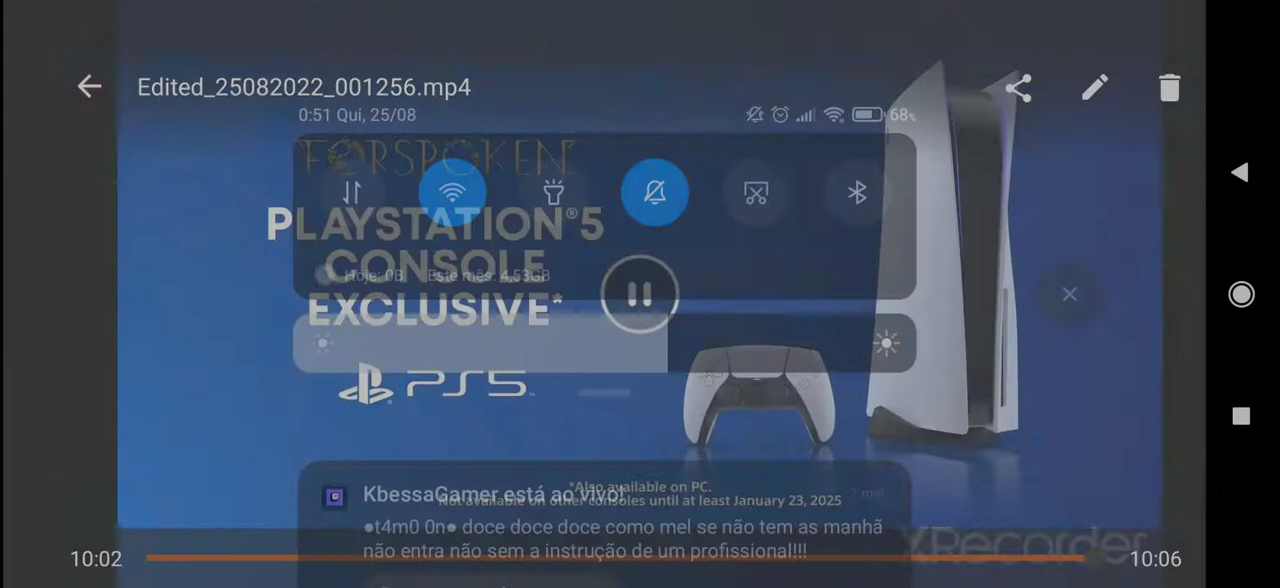 Edited_25082022_001256.mp4
0:51 Qui, 25/08
68%
FORSPOKEN
PLAYSTATION®5
CONSOLE
Hoje: 0B Este mês: 4,53GB
EXCLUSIVE*
PS5™
KbessaGamer está ao vivo!
7 min
*Also available on PC.
Not available on other consoles until at least January 23, 2025
●t4m0 0n● doce doce doce como mel se não tem as manhã
não entra não sem a instrução de um profissional!!!
XRecorder
10:02
10:06